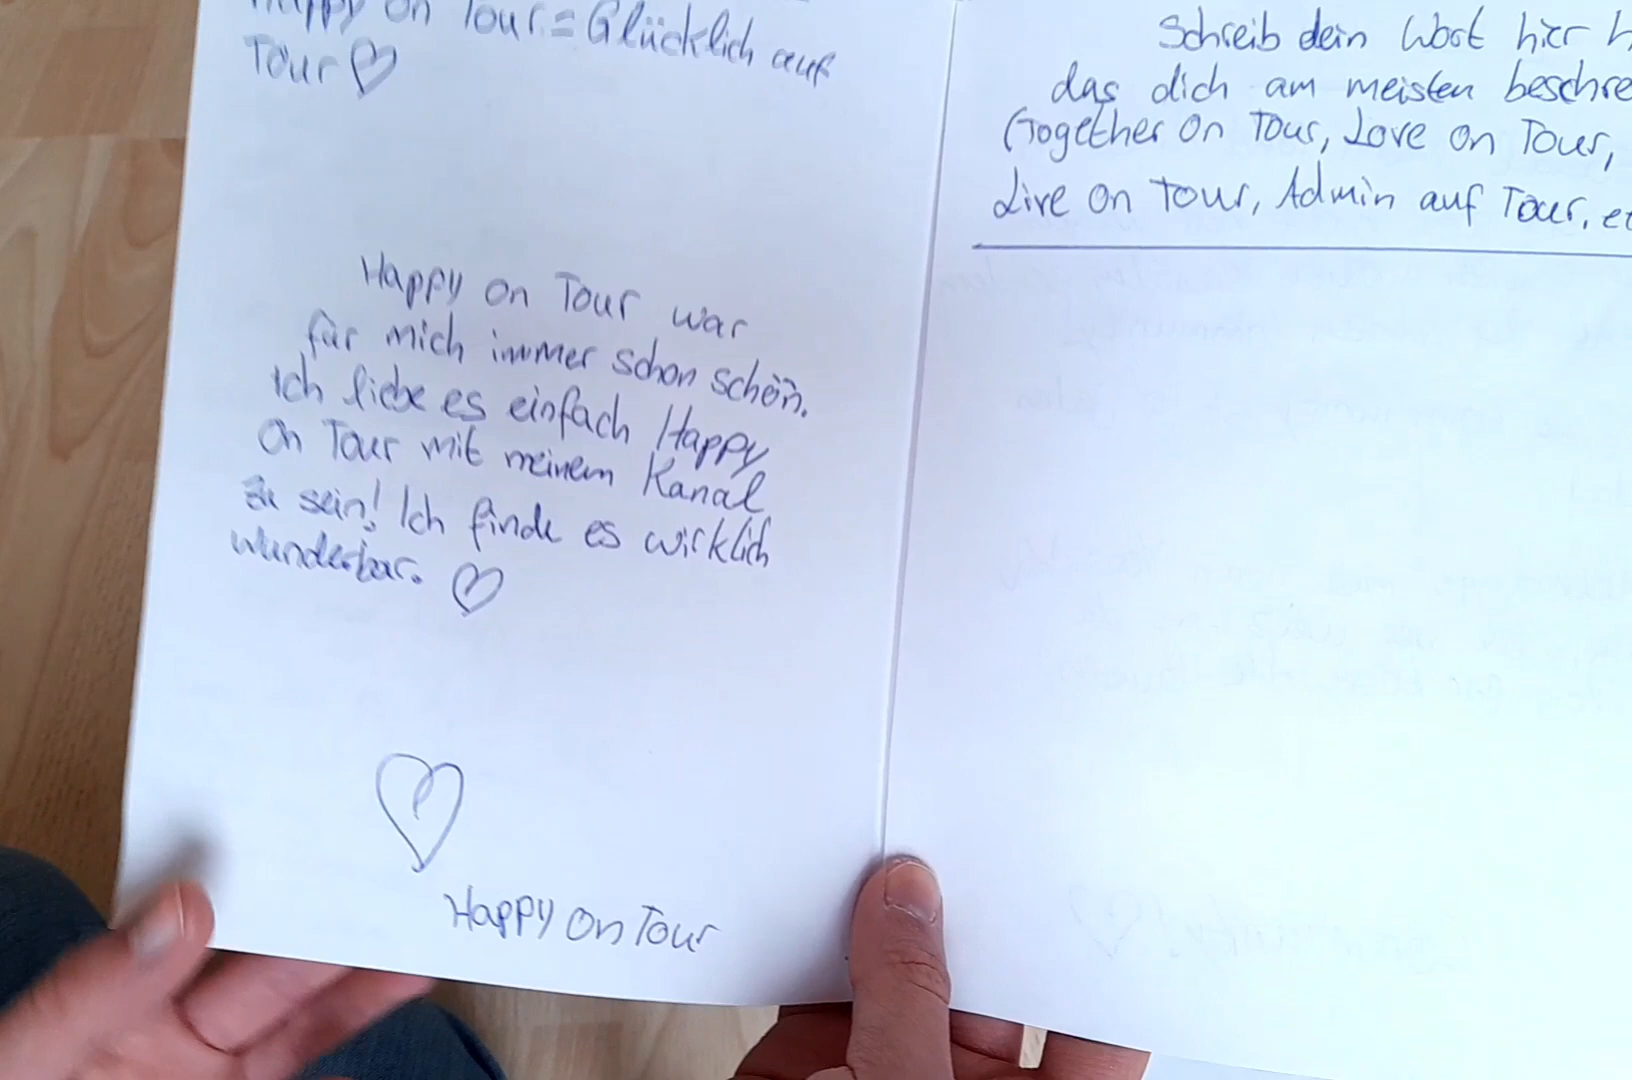 Happy on Tour = Glücklich auf
Tour
Happy on Tour war
für mich immer schon schön.
Ich liebe es einfach Happy
On Tour mit meinem Kanal
zu sein! Ich finde es wirklich
wunderbar.
Happy On Tour
Schreib dein Wort hier
das dich am meisten
(Together On Tour, Love on Tour,
Live On Tour, Admin auf Tour,